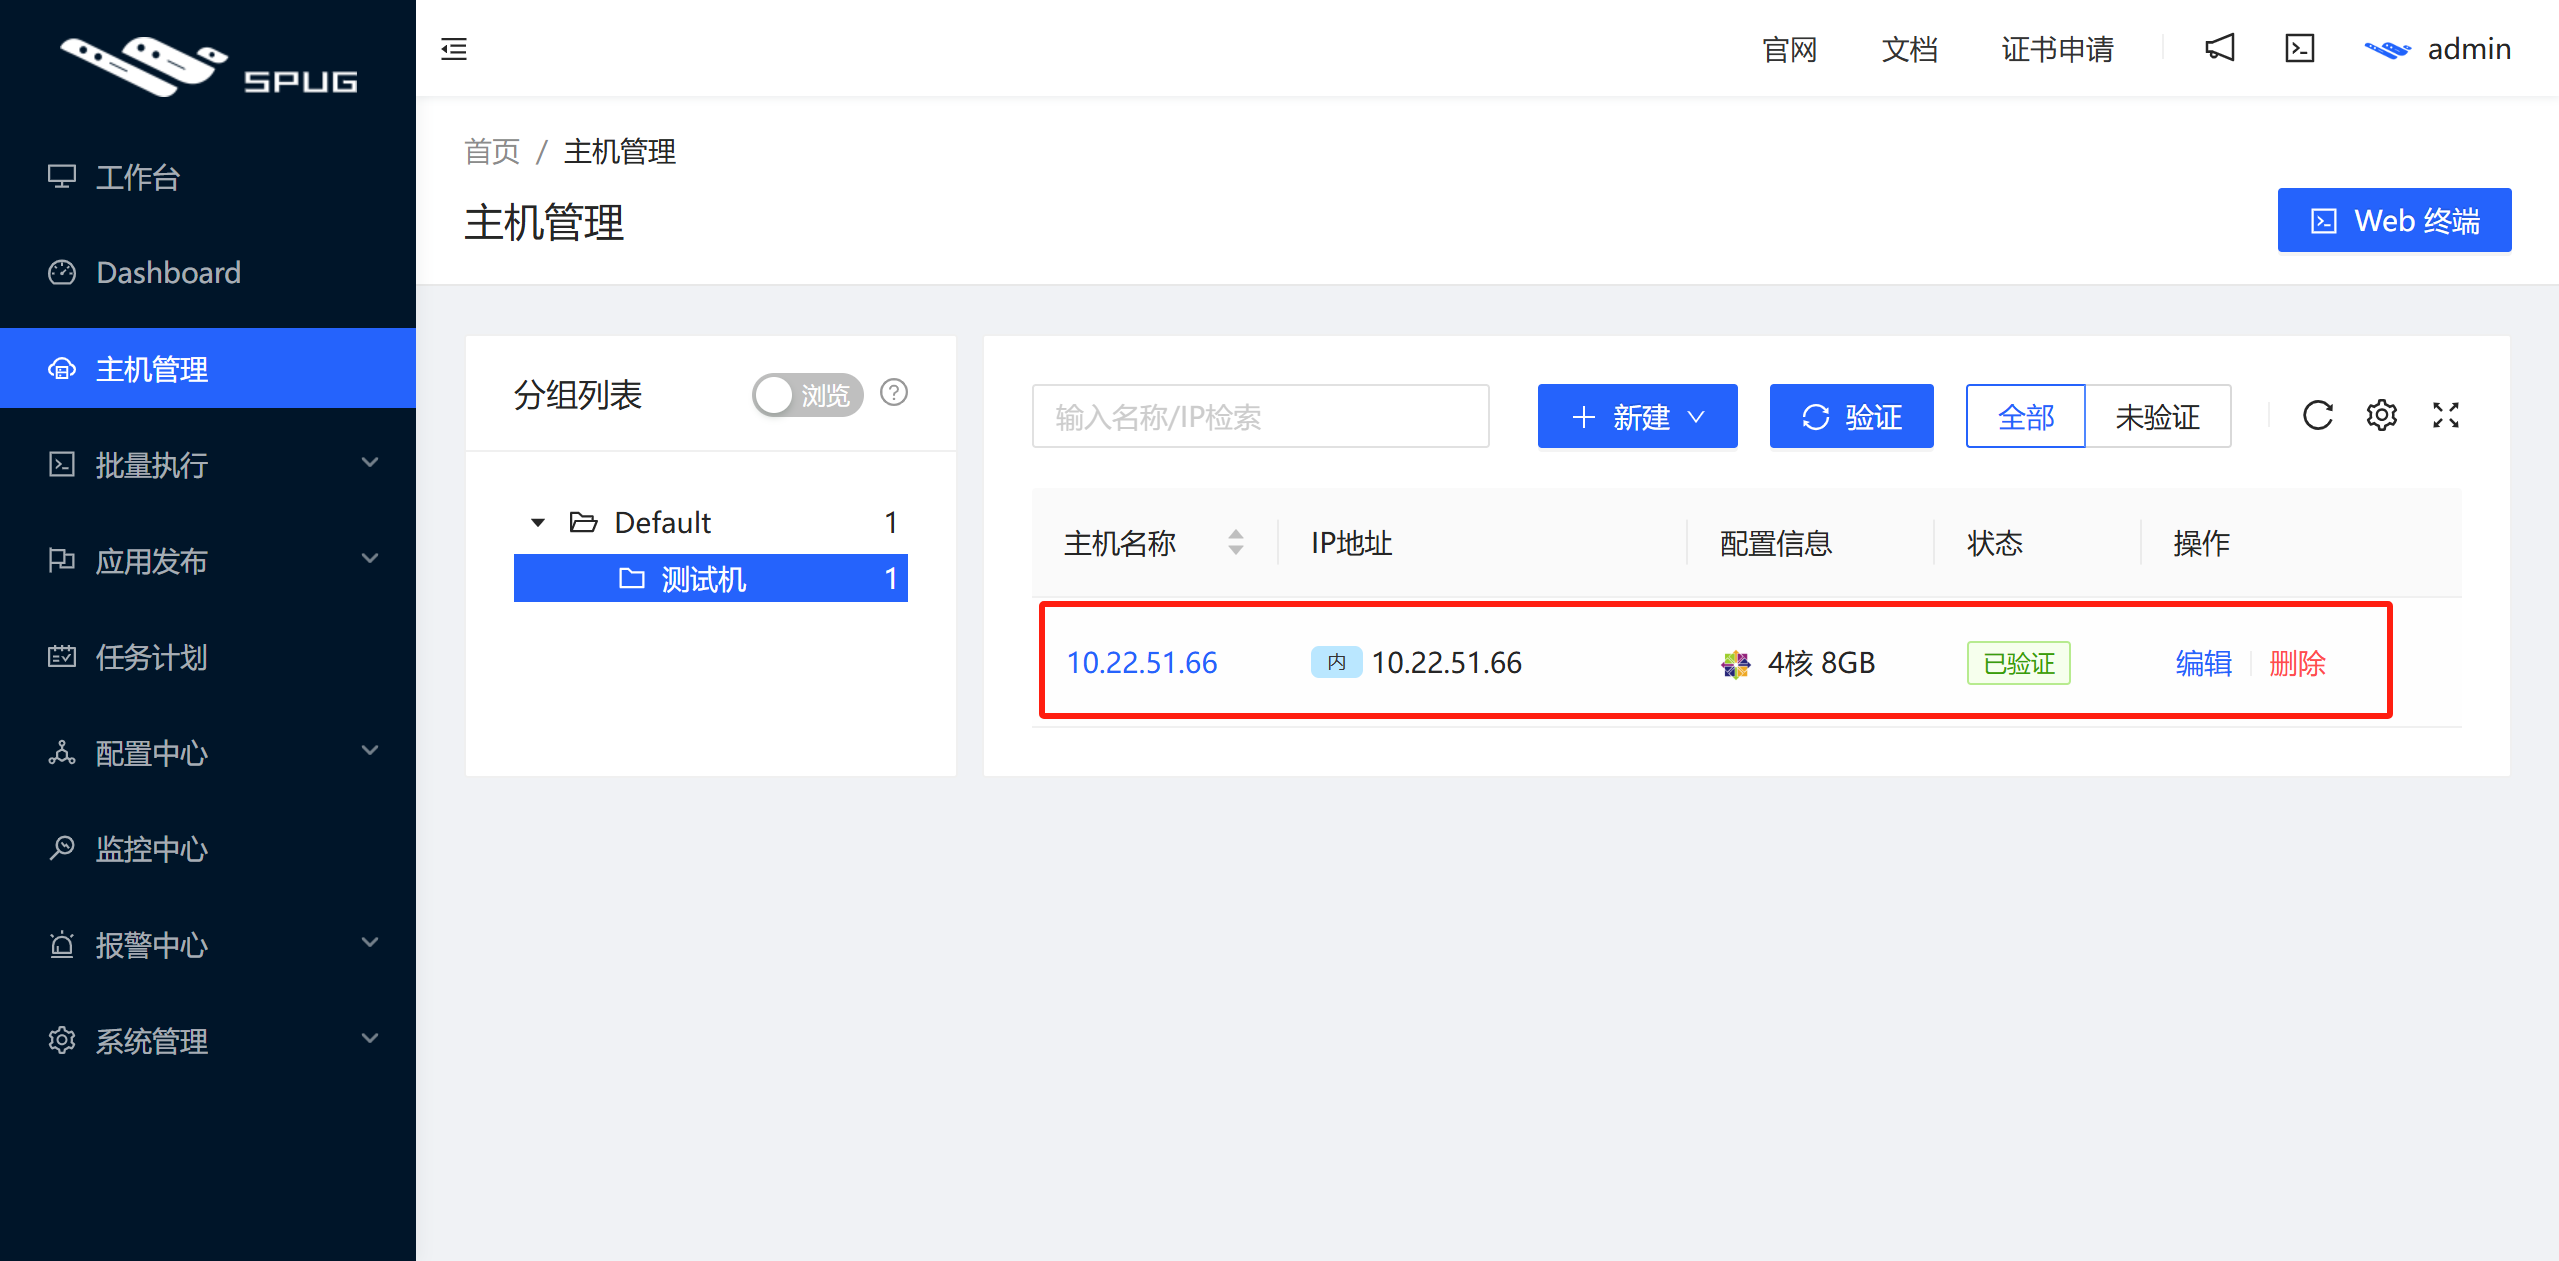 SPUG
工作台
Dashboard
主机管理
批量执行
应用发布
任务计划
配置中心
监控中心
报警中心
系统管理
官网 文档 证书申请 admin
首页 / 主机管理
主机管理
Web 终端
分组列表 浏览
Default 1
测试机 1
输入名称/IP检索 新建 验证 全部 未验证
主机名称 IP地址 配置信息 状态 操作
10.22.51.66 内 10.22.51.66 4核 8GB 已验证 编辑 删除